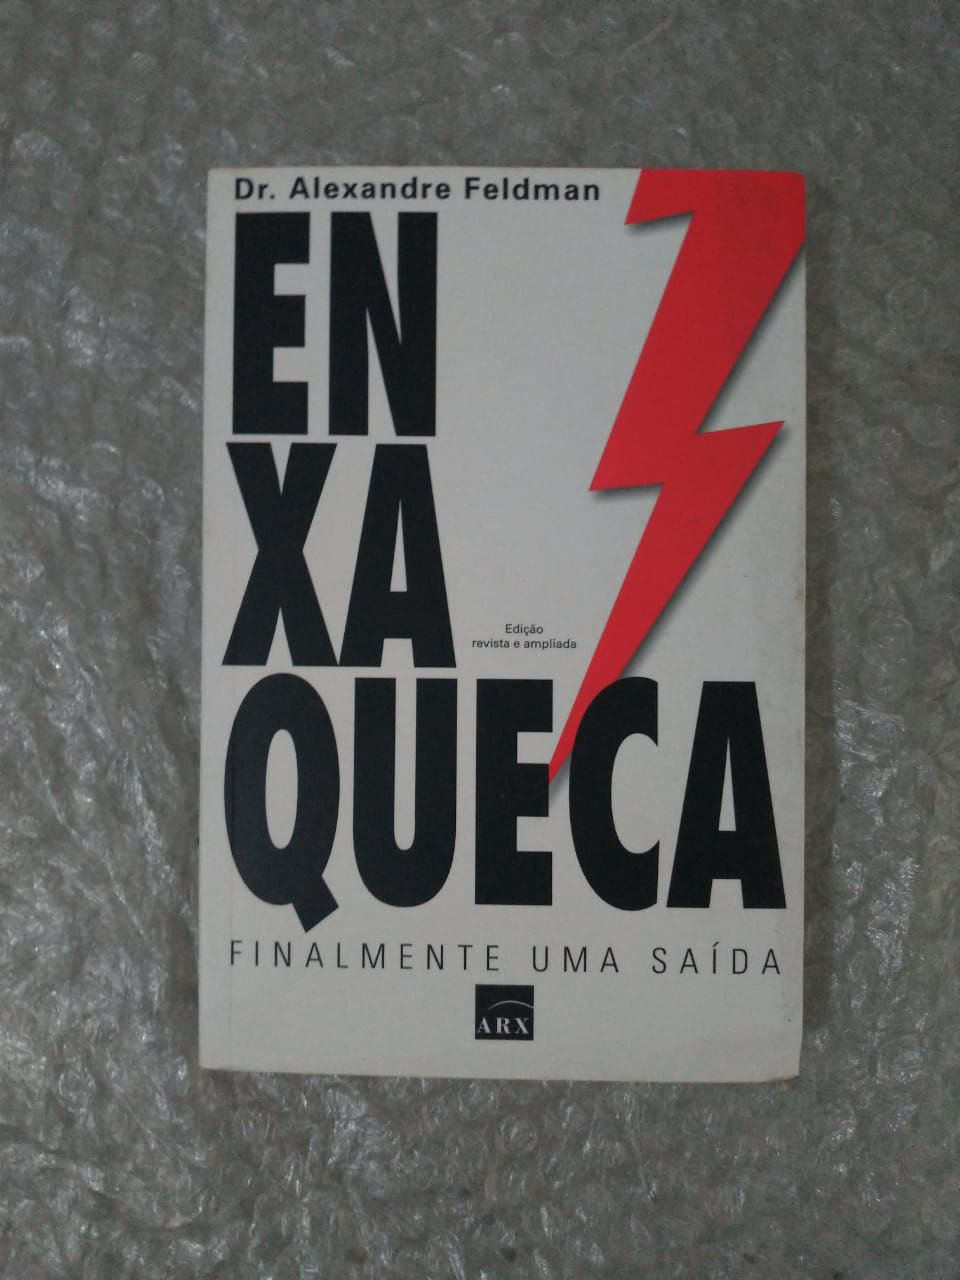 Dr. Alexandre Feldman
EN
XA
Edição
revista e ampliada
QUECA
FINALMENTE UMA SAÍDA
ARX